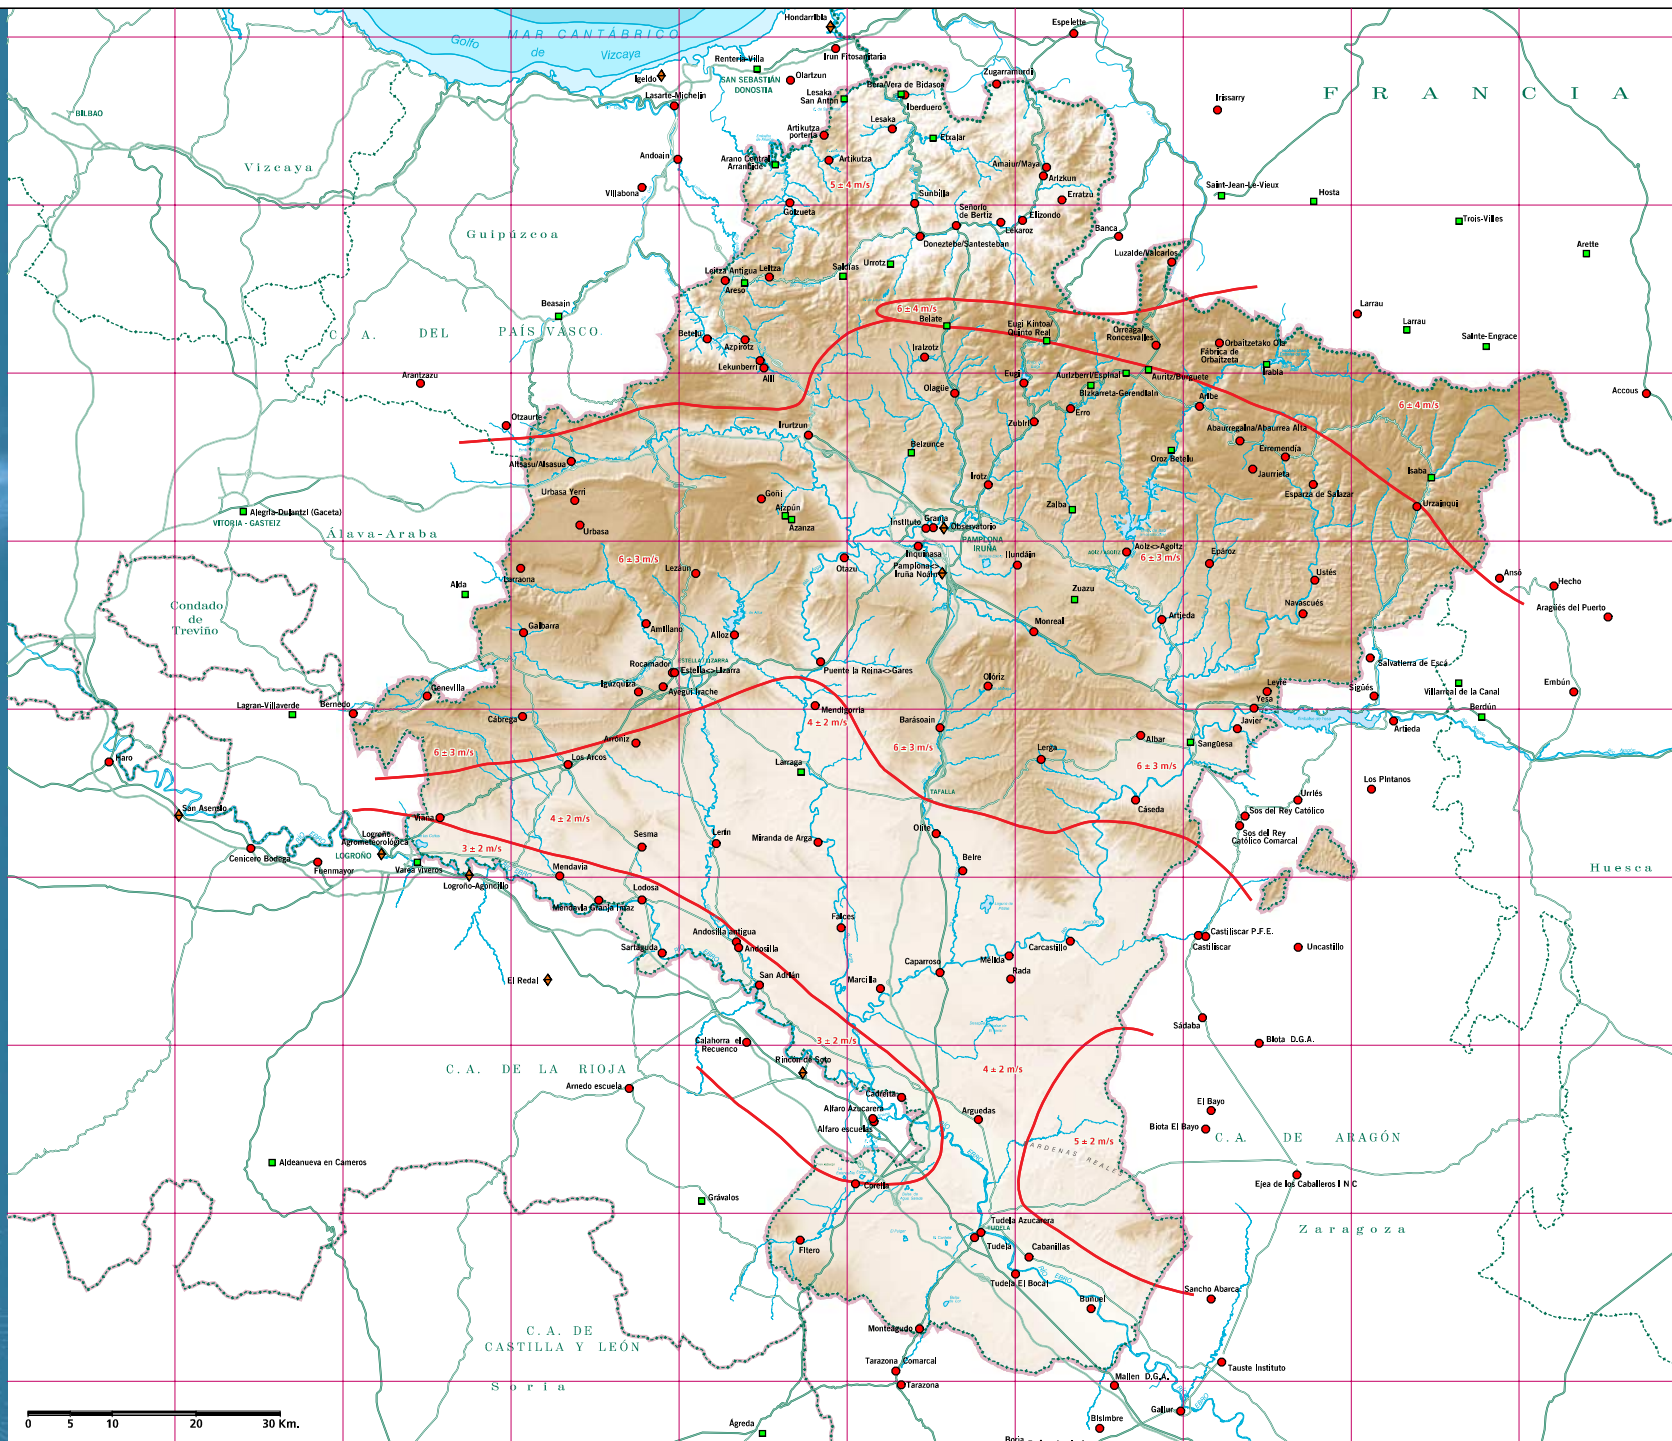 Hondarribia
Espelette
MAR CANTÁBRICO
Golfo
de
Vizcaya
Irun Fitosanitaria
Rentería-Villa
Igeldo
SAN SEBASTIÁN
DONOSTIA
Olartzun
Zugarramurdi
FRANCIA
Lasarte-Michelin
Lesaka
San Antón
Bera/Vera de Bidasoa
Iberduero
Irissarry
BILBAO
Artikutza
portería
Lesaka
Etxalar
Vizcaya
Andoain
Arano Central
Arrambide
Artikutza
Amaiur/Maya
Arizkun
5 ± 4 m/s
Villabona
Saint-Jean-Le-Vieux
Hosta
Goizueta
Sunbilla
Señorío
de Bertiz
Erratzu
Elizondo
Lekaroz
Trois-Villes
Guipúzcoa
Doneztebe/Santesteban
Banca
Arette
Luzaide/Valcarlos
Leitza Antigua
Leitza
Saldias
Urrotz
Areso
Beasain
6 ± 4 m/s
Belate
Larrau
Larrau
C. A. DEL PAÍS VASCO
Betelu
Azpirotz
Eugi Kintoa/
Quinto Real
Orreaga/
Roncesvalles
Orbaitzetako Ola
Fábrica de
Orbaitzeta
Sainte-Engrace
Iraizotz
Lekunberri
Alli
Irabia
Arantzazu
Eugi
Aurizberri/Espinal
Auritz/Burguete
Olagüe
Bizkarreta-Gerendiain
Aribe
6 ± 4 m/s
Accous
Erro
Otzaurte
Zubiri
Irurtzun
Abaurregaina/Abaurrea Alta
Belzunce
Erremendía
Oroz Betelu
Altsasu/Alsasua
Jaurrieta
Isaba
Irotz
Esparza de Salazar
Urbasa Yerri
Goñi
Urzainqui
Aizpún
Azanza
Zalba
Alegría-Dulantzi (Gaceta)
VITORIA - GASTEIZ
Urbasa
Instituto
Granja
Observatorio
Álava-Araba
PAMPLONA
IRUÑA
Inquinasa
Aoiz<>Agoitz
6 ± 3 m/s
6 ± 3 m/s
Otazu
Pamplona<>
Iruña Noain
Ilundáin
Epároz
Larraona
Lezáun
Ustés
Ansó
Hecho
Alda
Zuazu
Condado
de
Treviño
Navascués
Aragüés del Puerto
Galbarra
Amillano
Alloz
Monreal
Artieda
ESTELLA / LIZARRA
Rocamador
Estella<>Lizarra
Puente la Reina<>Gares
Salvatierra de Esca
Igúzquiza
Ayegui Irache
Olóriz
Leyre
Sigüés
Villarreal de la Canal
Embún
Genevilla
Yesa
Lagran-Villaverde
Bernedo
Cábrega
Mendigorría
4 ± 2 m/s
Barásoain
Javier
Berdún
Artieda
Arróniz
6 ± 3 m/s
6 ± 3 m/s
Lerga
Aibar
Sangüesa
Haro
Los Arcos
Larraga
6 ± 3 m/s
Los Pintanos
TAFALLA
Urriés
San Asensio
Viana
4 ± 2 m/s
Cáseda
Sos del Rey Católico
Sos del Rey
Católico Comarcal
Olite
Logroño
Agrometeorológica
LOGROÑO
3 ± 2 m/s
Sesma
Lerín
Miranda de Arga
Cenicero Bodega
Fuenmayor
Varea Viveros
Beire
Huesca
Mendavia
Logroño-Agoncillo
Lodosa
Mendavia Granja Imaz
Falces
Andosilla antigua
Andosilla
Carcastillo
Castiliscar P.F.E.
Castiliscar
Uncastillo
Sartaguda
Mélida
Caparroso
Rada
El Redal
San Adrián
Marcilla
Sádaba
Calahorra el
Recuenco
3 ± 2 m/s
Biota D.G.A.
Rincón de Soto
C. A. DE LA RIOJA
4 ± 2 m/s
Arnedo escuela
Cadreita
Alfaro Azucarera
Arguedas
El Bayo
Alfaro escuelas
Biota El Bayo
C. A. DE ARAGÓN
5 ± 2 m/s
BARDENAS REALES
Aldeanueva en Cameros
Corella
Ejea de los Caballeros I N C
Grávalos
Tudela Azucarera
TUDELA
Zaragoza
Fitero
Tudela
Cabanillas
Tudela El Bocal
EBRO
Sancho Abarca
Buñuel
C. A. DE
CASTILLA Y LEÓN
Monteagudo
Tarazona Comarcal
Tauste Instituto
Soria
Tarazona
Mallen D.G.A.
Gallur
0 5 10 20 30 Km.
Ágreda
Bisimbre
Borja